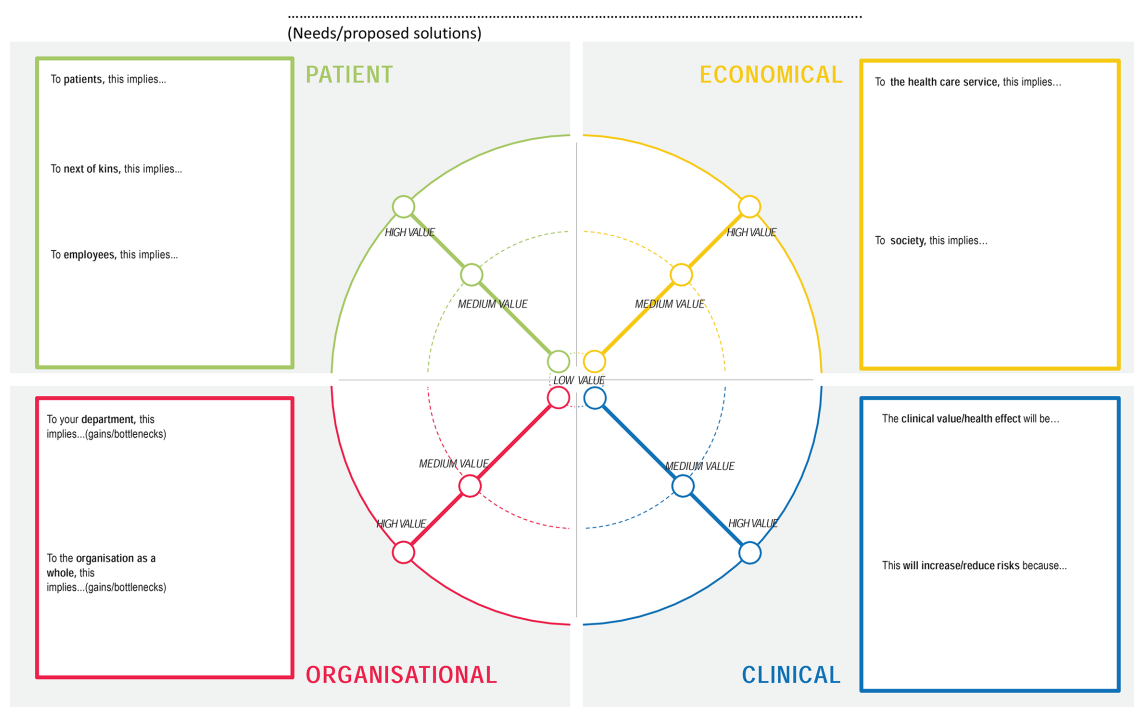 (Needs/proposed solutions)
PATIENT
To patients, this implies...
To next of kins, this implies...
To employees, this implies...
HIGH VALUE
MEDIUM VALUE
ECONOMICAL
To the health care service, this implies...
To society, this implies...
HIGH VALUE
MEDIUM VALUE
LOW VALUE
To your department, this
implies...(gains/bottlenecks)
To the organisation as a
whole, this
implies...(gains/bottlenecks)
MEDIUM VALUE
HIGH VALUE
ORGANISATIONAL
MEDIUM VALUE
HIGH VALUE
The clinical value/health effect will be...
This will increase/reduce risks because...
CLINICAL